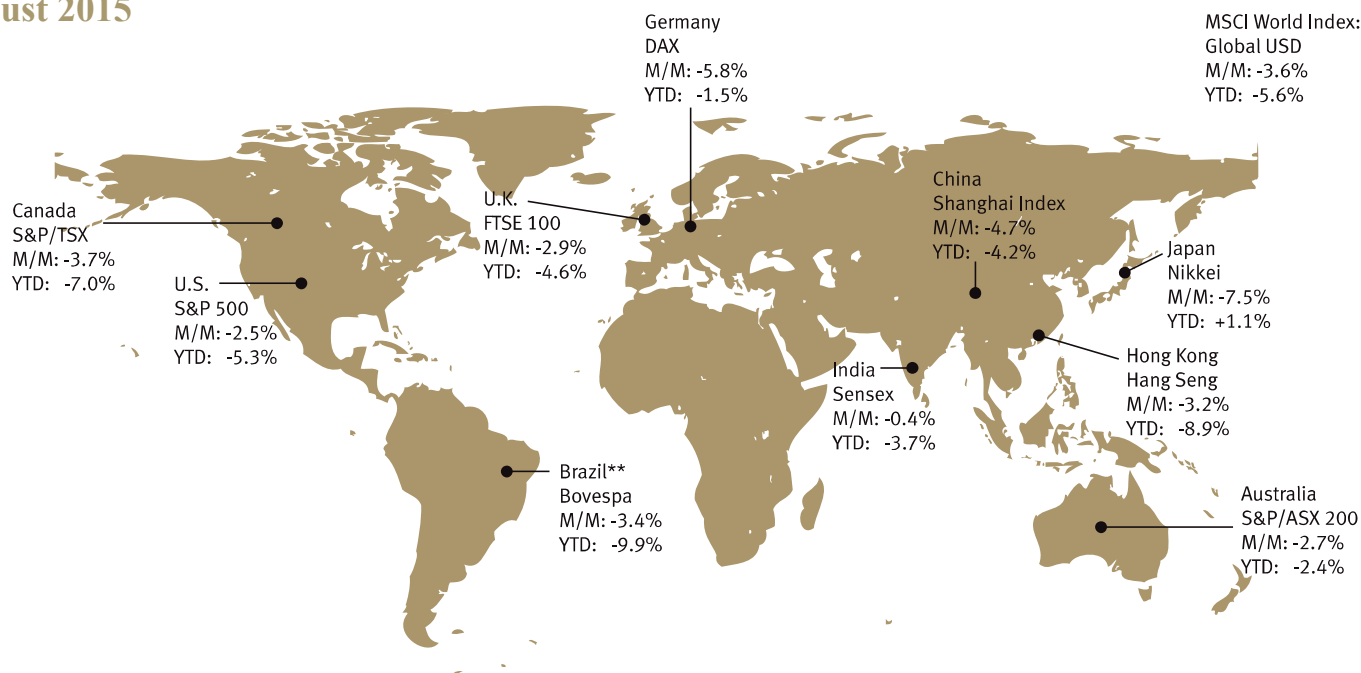 ust 2015
Germany
DAX
M/M: -5.8%
YTD: -1.5%
MSCI World Index:
Global USD
M/M: -3.6%
YTD: -5.6%
Canada
S&P/TSX
M/M: -3.7%
YTD: -7.0%
U.S.
S&P 500
M/M: -2.5%
YTD: -5.3%
U.K.
FTSE 100
M/M: -2.9%
YTD: -4.6%
China
Shanghai Index
M/M: -4.7%
YTD: -4.2%
Japan
Nikkei
M/M: -7.5%
YTD: +1.1%
Hong Kong
Hang Seng
M/M: -3.2%
YTD: -8.9%
India
Sensex
M/M: -0.4%
YTD: -3.7%
Brazil**
Bovespa
M/M: -3.4%
YTD: -9.9%
Australia
S&P/ASX 200
M/M: -2.7%
YTD: -2.4%